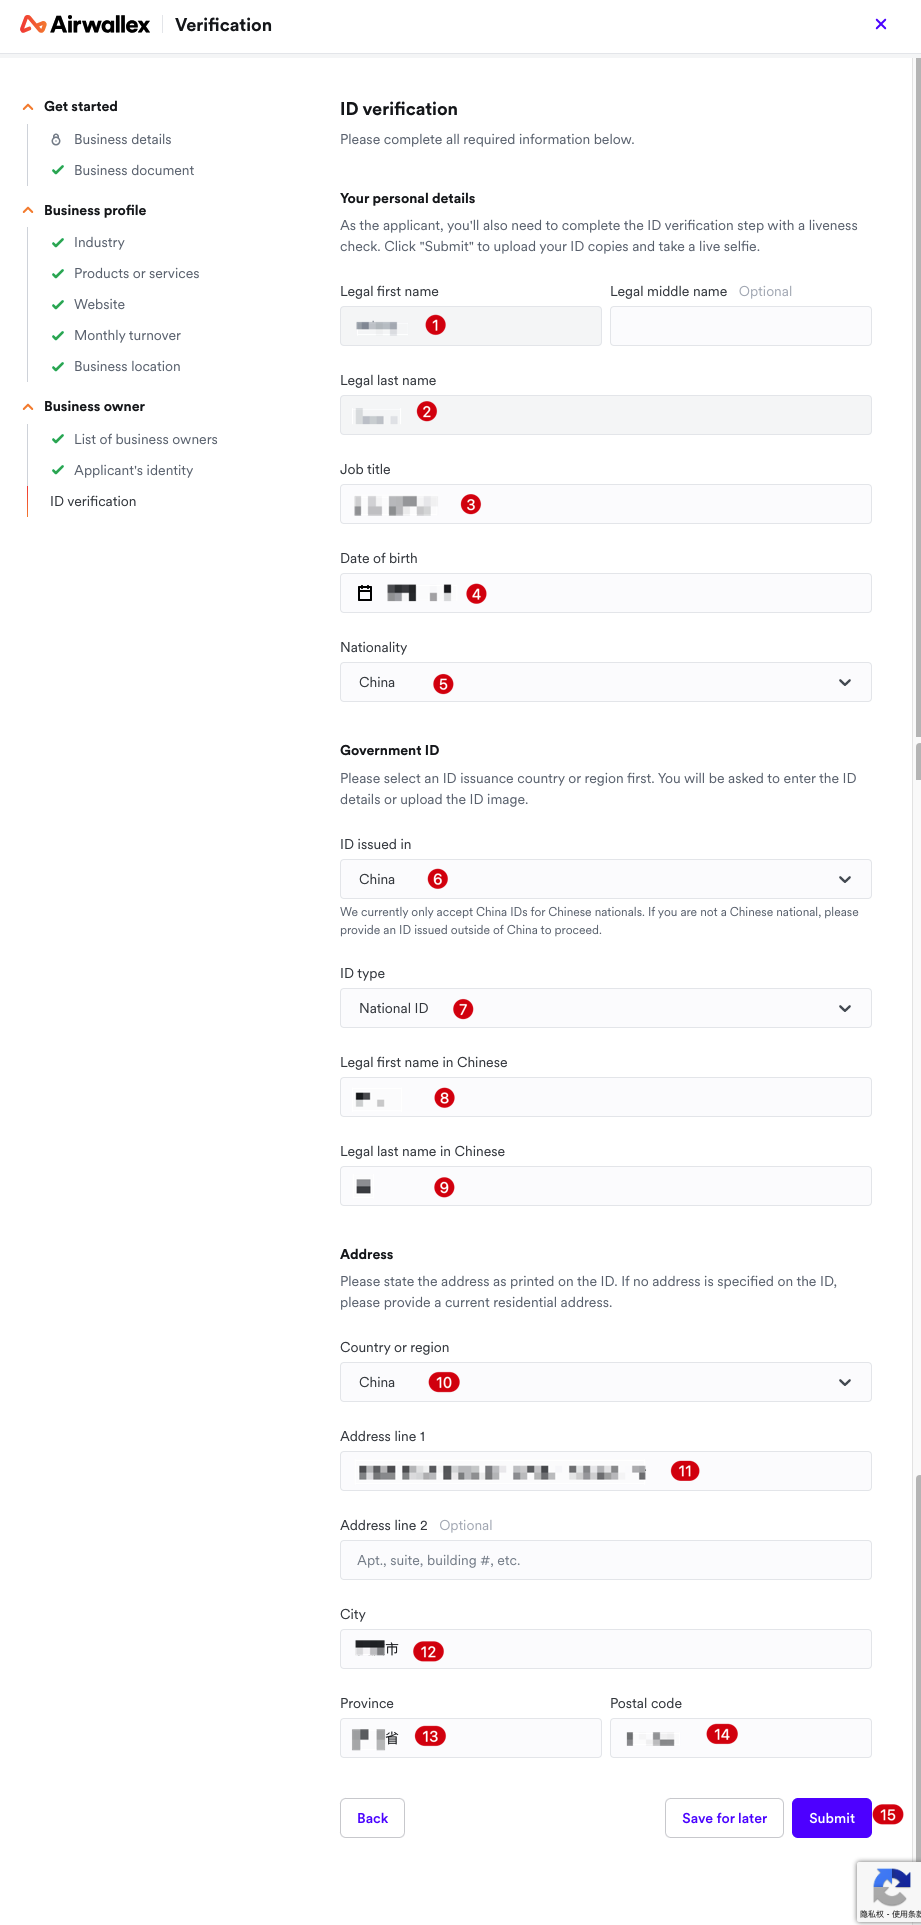 Airwallex Verification
Get started
Business details
Business document
Business profile
Industry
Products or services
Website
Monthly turnover
Business location
Business owner
List of business owners
Applicant's identity
ID verification
ID verification
Please complete all required information below.
Your personal details
As the applicant, you'll also need to complete the ID verification step with a liveness
check. Click "Submit" to upload your ID copies and take a live selfie.
Legal first name Legal middle name Optional
1
Legal last name
2
Job title
3
Date of birth
4
Nationality
China 5
Government ID
Please select an ID issuance country or region first. You will be asked to enter the ID
details or upload the ID image.
ID issued in
China 6
We currently only accept China IDs for Chinese nationals. If you are not a Chinese national, please
provide an ID issued outside of China to proceed.
ID type
National ID 7
Legal first name in Chinese
8
Legal last name in Chinese
9
Address
Please state the address as printed on the ID. If no address is specified on the ID,
please provide a current residential address.
Country or region
China 10
Address line 1
11
Address line 2 Optional
Apt., suite, building #, etc.
City
市 12
Province Postal code
省 13 14
Back Save for later Submit 15
隐私权 - 使用条款